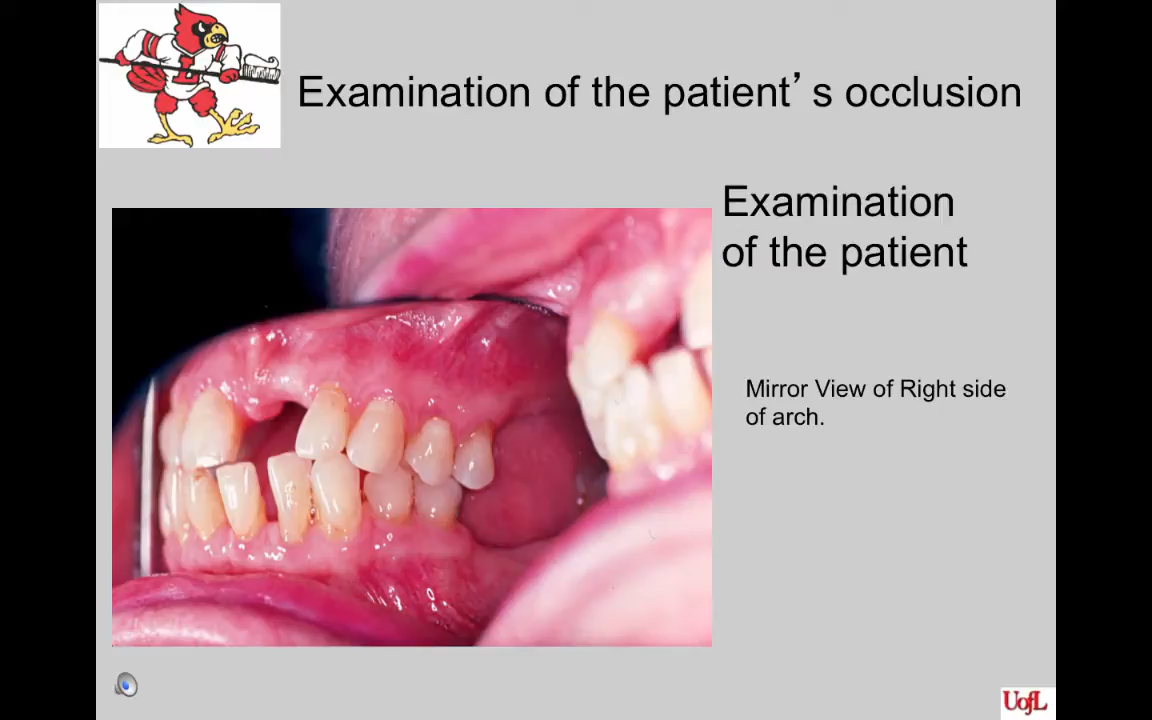 Examination of the patient’ s occlusion
Examination
of the patient
Mirror View of Right side
of arch.
UofL